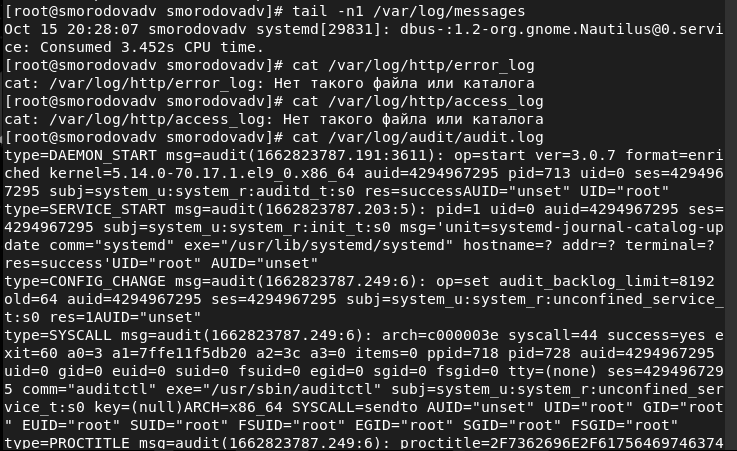 [root@smorodovadv smorodovadv]# tail -n1 /var/log/messages
Oct 15 20:28:07 smorodovadv systemd[29831]: dbus-:1.2-org.gnome.Nautilus@0.servi
ce: Consumed 3.452s CPU time.
[root@smorodovadv smorodovadv]# cat /var/log/http/error_log
cat: /var/log/http/error_log: Нет такого файла или каталога
[root@smorodovadv smorodovadv]# cat /var/log/http/access_log
cat: /var/log/http/access_log: Нет такого файла или каталога
[root@smorodovadv smorodovadv]# cat /var/log/audit/audit.log
type=DAEMON_START msg=audit(1662823787.191:3611): op=start ver=3.0.7 format=enri
ched kernel=5.14.0-70.17.1.el9_0.x86_64 auid=4294967295 pid=713 uid=0 ses=429496
7295 subj=system_u:system_r:auditd_t:s0 res=successAUID="unset" UID="root"
type=SERVICE_START msg=audit(1662823787.203:5): pid=1 uid=0 auid=4294967295 ses=
4294967295 subj=system_u:system_r:init_t:s0 msg='unit=systemd-journal-catalog-up
date comm="systemd" exe="/usr/lib/systemd/systemd" hostname=? addr=? terminal=?
res=success'UID="root" AUID="unset"
type=CONFIG_CHANGE msg=audit(1662823787.249:6): op=set audit_backlog_limit=8192
old=64 auid=4294967295 ses=4294967295 subj=system_u:system_r:unconfined_service_
t:s0 res=1AUID="unset"
type=SYSCALL msg=audit(1662823787.249:6): arch=c000003e syscall=44 success=yes e
xit=60 a0=3 a1=7ffe11f5db20 a2=3c a3=0 items=0 ppid=718 pid=728 auid=4294967295
uid=0 gid=0 euid=0 suid=0 fsuid=0 egid=0 sgid=0 fsgid=0 tty=(none) ses=429496729
5 comm="auditctl" exe="/usr/sbin/auditctl" subj=system_u:system_r:unconfined_ser
vice_t:s0 key=(null)ARCH=x86_64 SYSCALL=sendto AUID="unset" UID="root" GID="root
" EUID="root" SUID="root" FSUID="root" EGID="root" SGID="root" FSGID="root"
type=PROCTITLE msg=audit(1662823787.249:6): proctitle=2F7362696E2F61756469746374